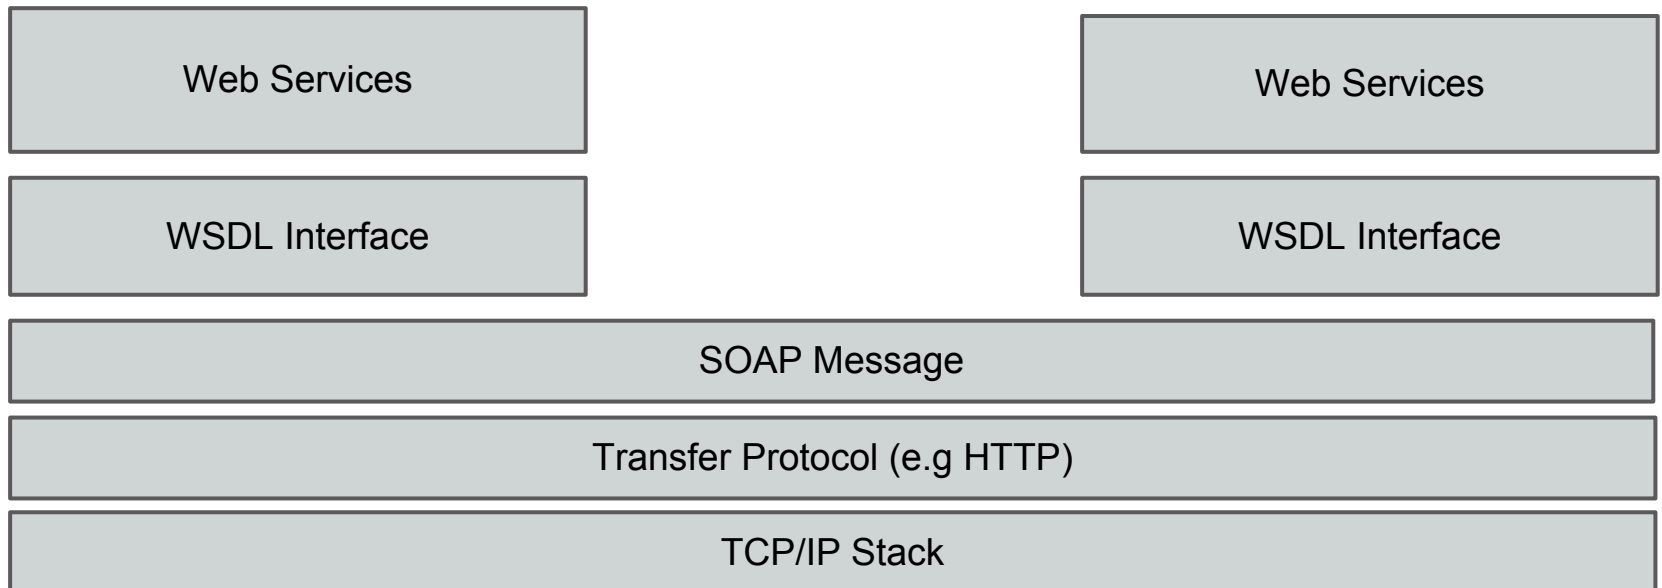 Web Services
Web Services
WSDL Interface
WSDL Interface
SOAP Message
Transfer Protocol (e.g HTTP)
TCP/IP Stack